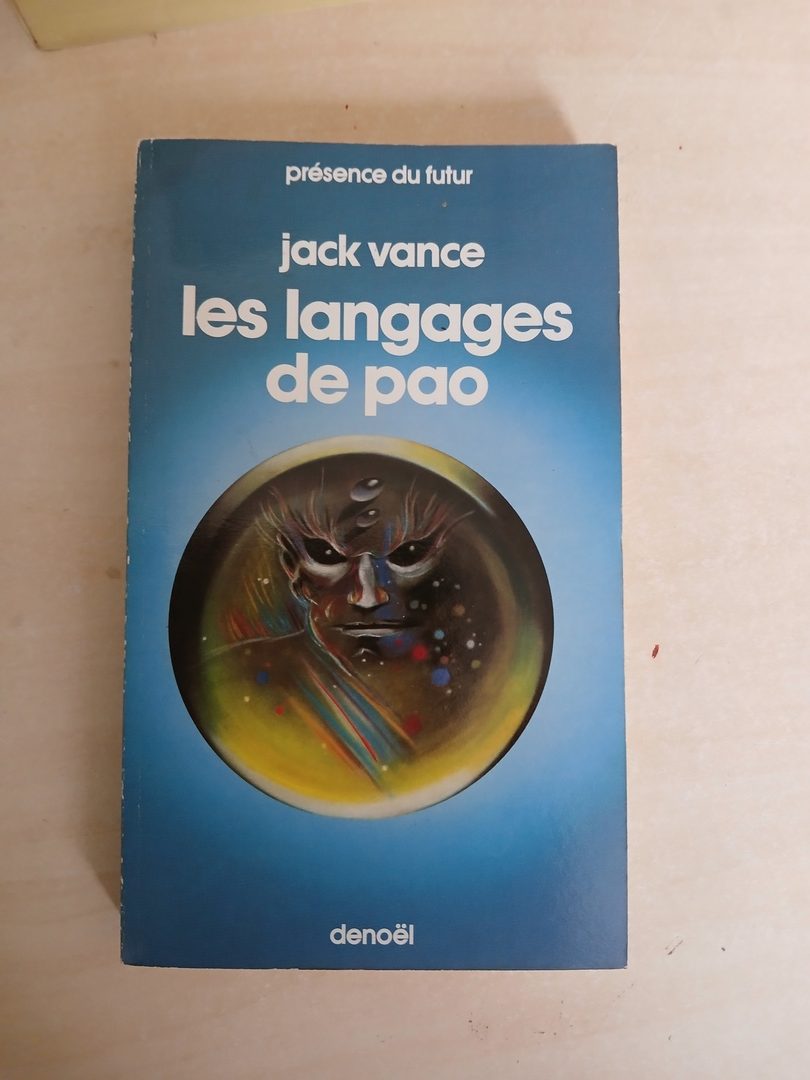 présence du futur
jack vance
les langages
de pao
denoël